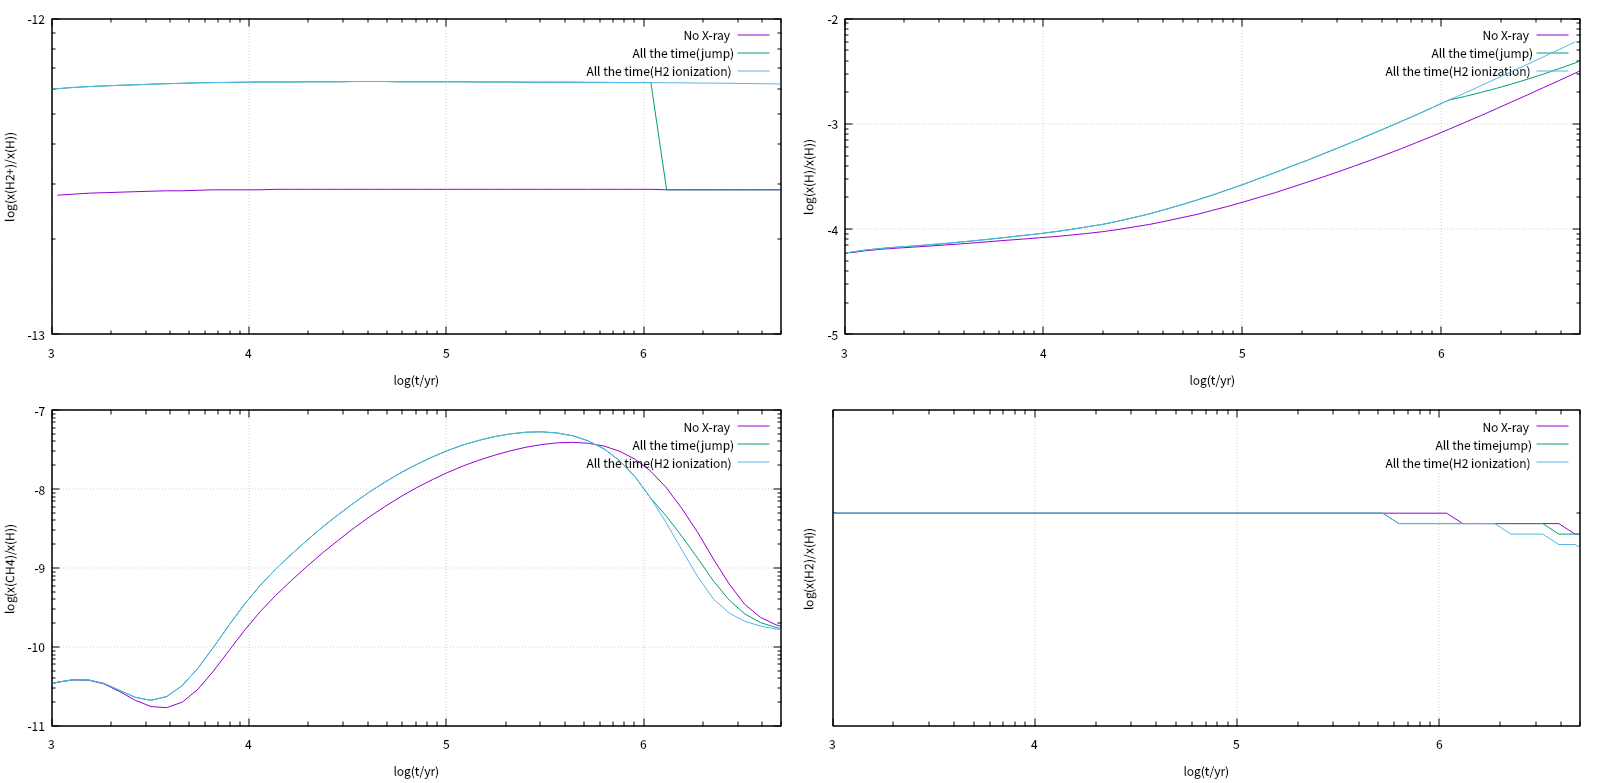 -12
-13
3
4
5
6
log(x(H2+)/x(H))
log(t/yr)
No X-ray
All the time(jump)
All the time(H2 ionization)
-2
-3
-4
-5
3
4
5
6
log(x(H)/x(H))
log(t/yr)
No X-ray
All the time(jump)
All the time(H2 ionization)
-7
-8
-9
-10
-11
3
4
5
6
log(x(CH4)/x(H))
log(t/yr)
No X-ray
All the time(jump)
All the time(H2 ionization)
3
4
5
6
log(x(H2)/x(H))
log(t/yr)
No X-ray
All the timejump)
All the time(H2 ionization)